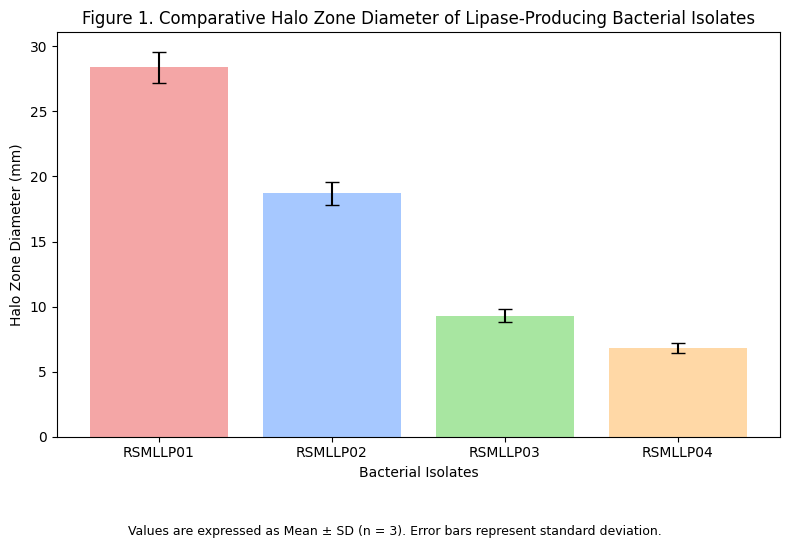 Figure 1. Comparative Halo Zone Diameter of Lipase-Producing Bacterial Isolates
30
25
20
15
10
5
0
Halo Zone Diameter (mm)
RSMLLP01 RSMLLP02 RSMLLP03 RSMLLP04
Bacterial Isolates
Values are expressed as Mean ± SD (n = 3). Error bars represent standard deviation.